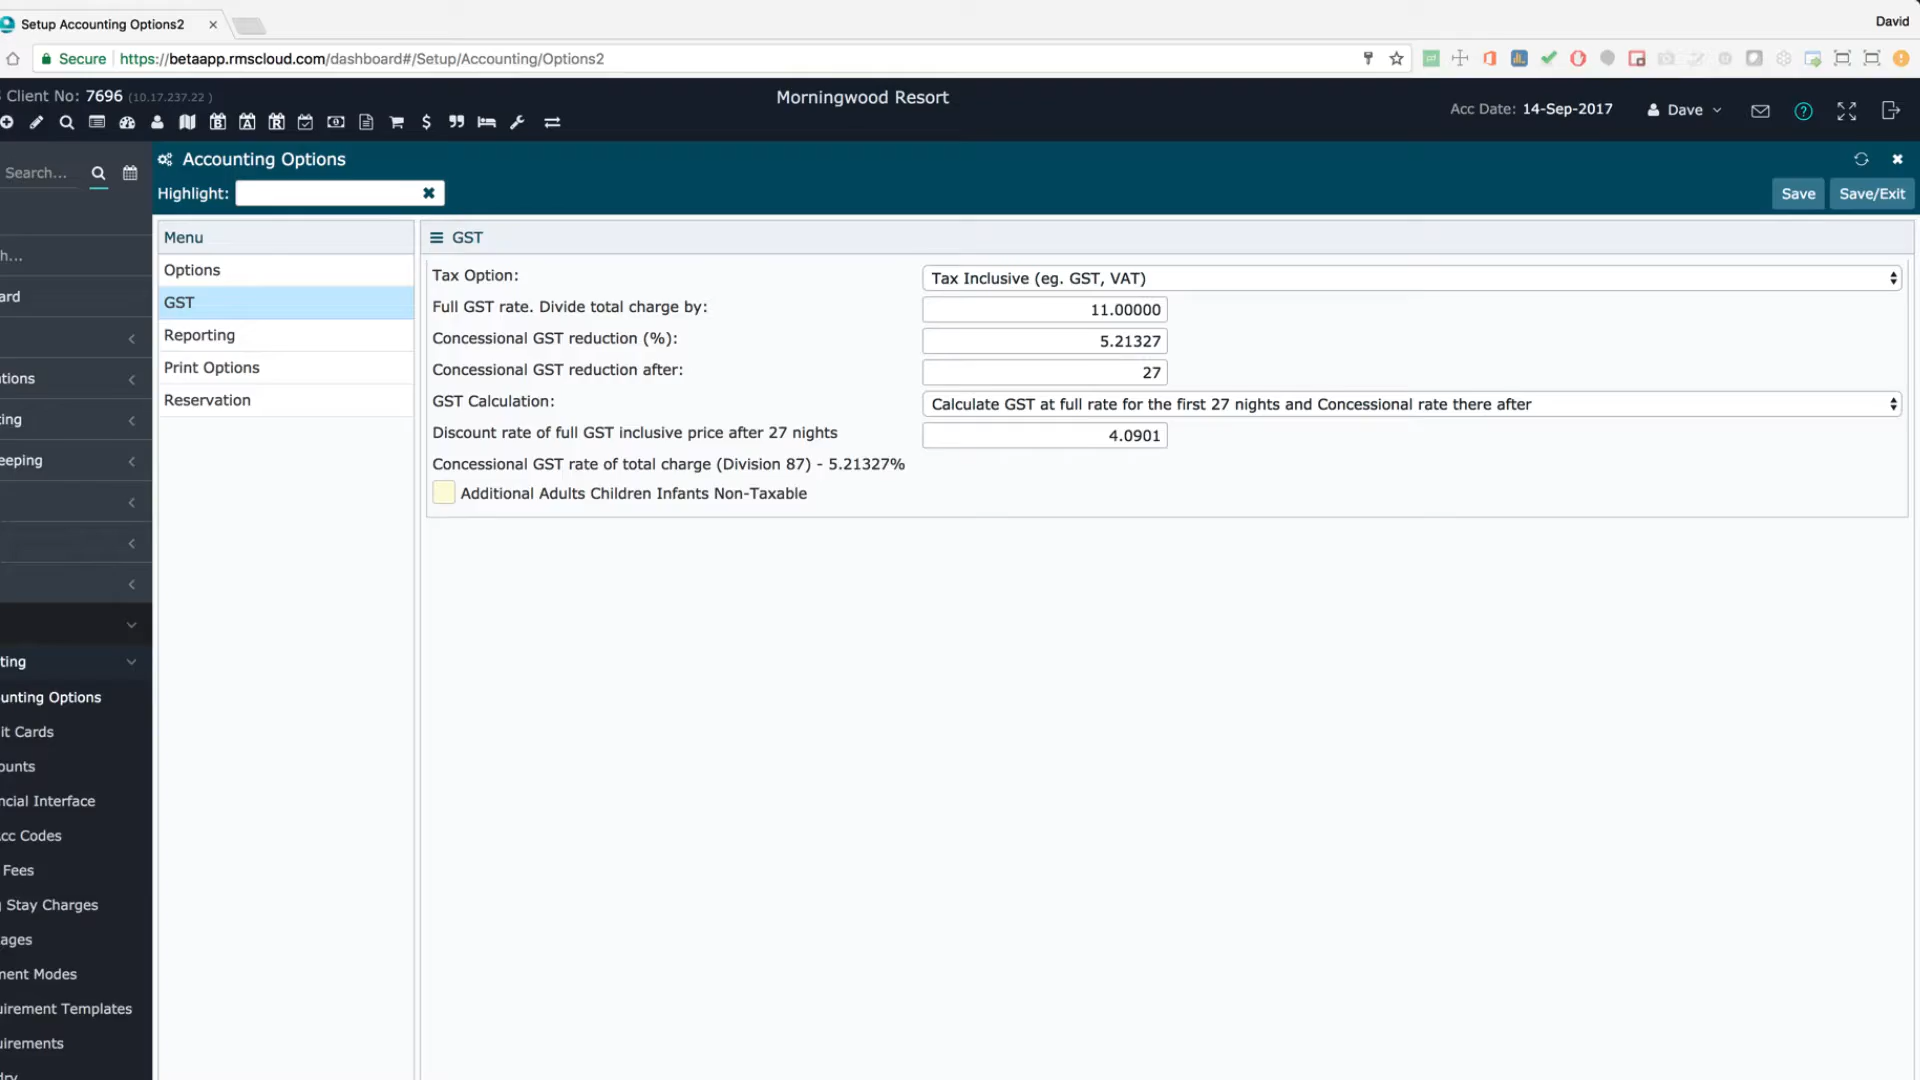 Setup Accounting Options2
David
Secure
https://betaapp.rmscloud.com/dashboard#/Setup/Accounting/Options2
Client No: 7696 (10.17.237.22 )
Morningwood Resort
Acc Date: 14-Sep-2017
Dave
Search...
Accounting Options
Highlight:
Save
Save/Exit
Menu
Options
GST
Reporting
Print Options
Reservation
GST
Tax Option:
Tax Inclusive (eg. GST, VAT)
Full GST rate. Divide total charge by:
11.00000
Concessional GST reduction (%):
5.21327
Concessional GST reduction after:
27
GST Calculation:
Calculate GST at full rate for the first 27 nights and Concessional rate there after
Discount rate of full GST inclusive price after 27 nights
4.0901
Concessional GST rate of total charge (Division 87) - 5.21327%
Additional Adults Children Infants Non-Taxable
h...
ard
tions
ting
eeping
ting
unting Options
it Cards
ounts
ncial Interface
cc Codes
Fees
Stay Charges
ages
ment Modes
uirement Templates
uirements